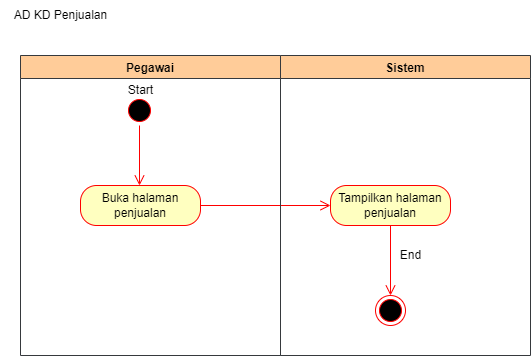 AD KD Penjualan
Pegawai
Sistem
Start
Buka halaman
penjualan
Tampilkan halaman
penjualan
End